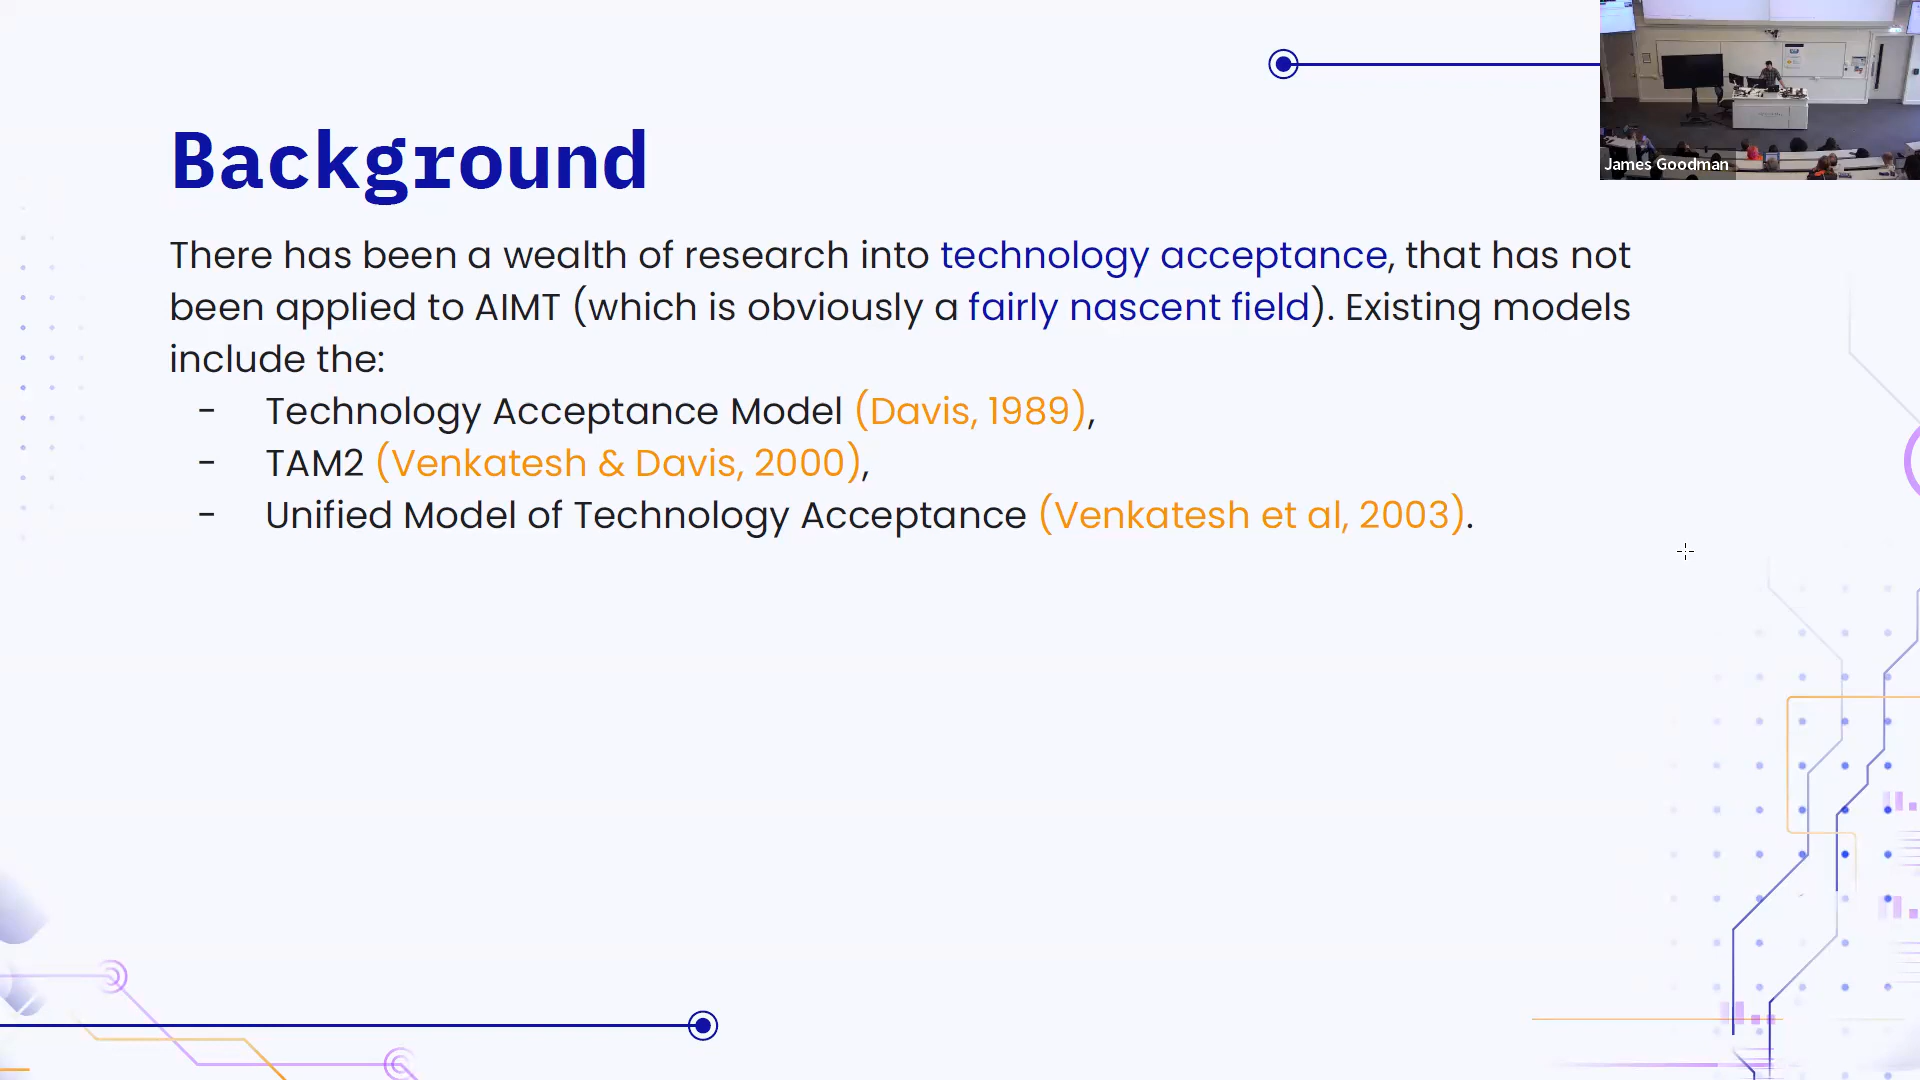 James Goodman
Background
There has been a wealth of research into technology acceptance, that has not
been applied to AIMT (which is obviously a fairly nascent field). Existing models
include the:
- Technology Acceptance Model (Davis, 1989),
- TAM2 (Venkatesh & Davis, 2000),
- Unified Model of Technology Acceptance (Venkatesh et al, 2003).